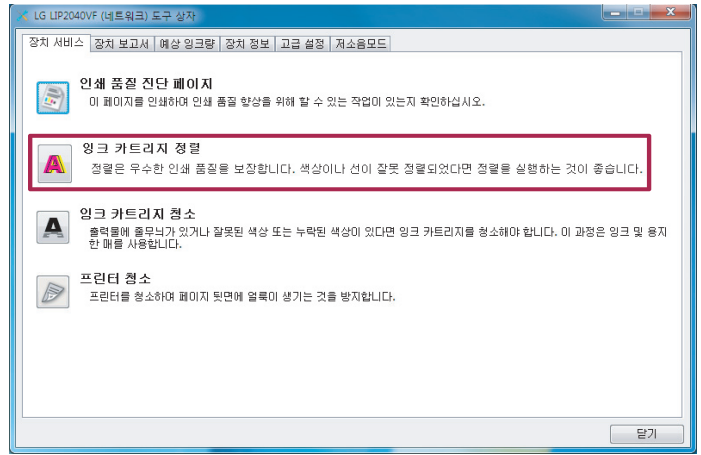 LG LIP2040VF (네트워크) 도구 상자
장치 서비스 장치 보고서 예상 잉크량 장치 정보 고급 설정 저소음모드
인쇄 품질 진단 페이지
이 페이지를 인쇄하여 인쇄 품질 향상을 위해 할 수 있는 작업이 있는지 확인하십시오.
잉크 카트리지 정렬
정렬은 우수한 인쇄 품질을 보장합니다. 색상이나 선이 잘못 정렬되었다면 정렬을 실행하는 것이 좋습니다.
잉크 카트리지 청소
출력물에 줄무늬가 있거나 잘못된 색상 또는 누락된 색상이 있다면 잉크 카트리지를 청소해야 합니다. 이 과정은 잉크 및 용지
한 매를 사용합니다.
프린터 청소
프린터를 청소하여 페이지 뒷면에 얼룩이 생기는 것을 방지합니다.
닫기